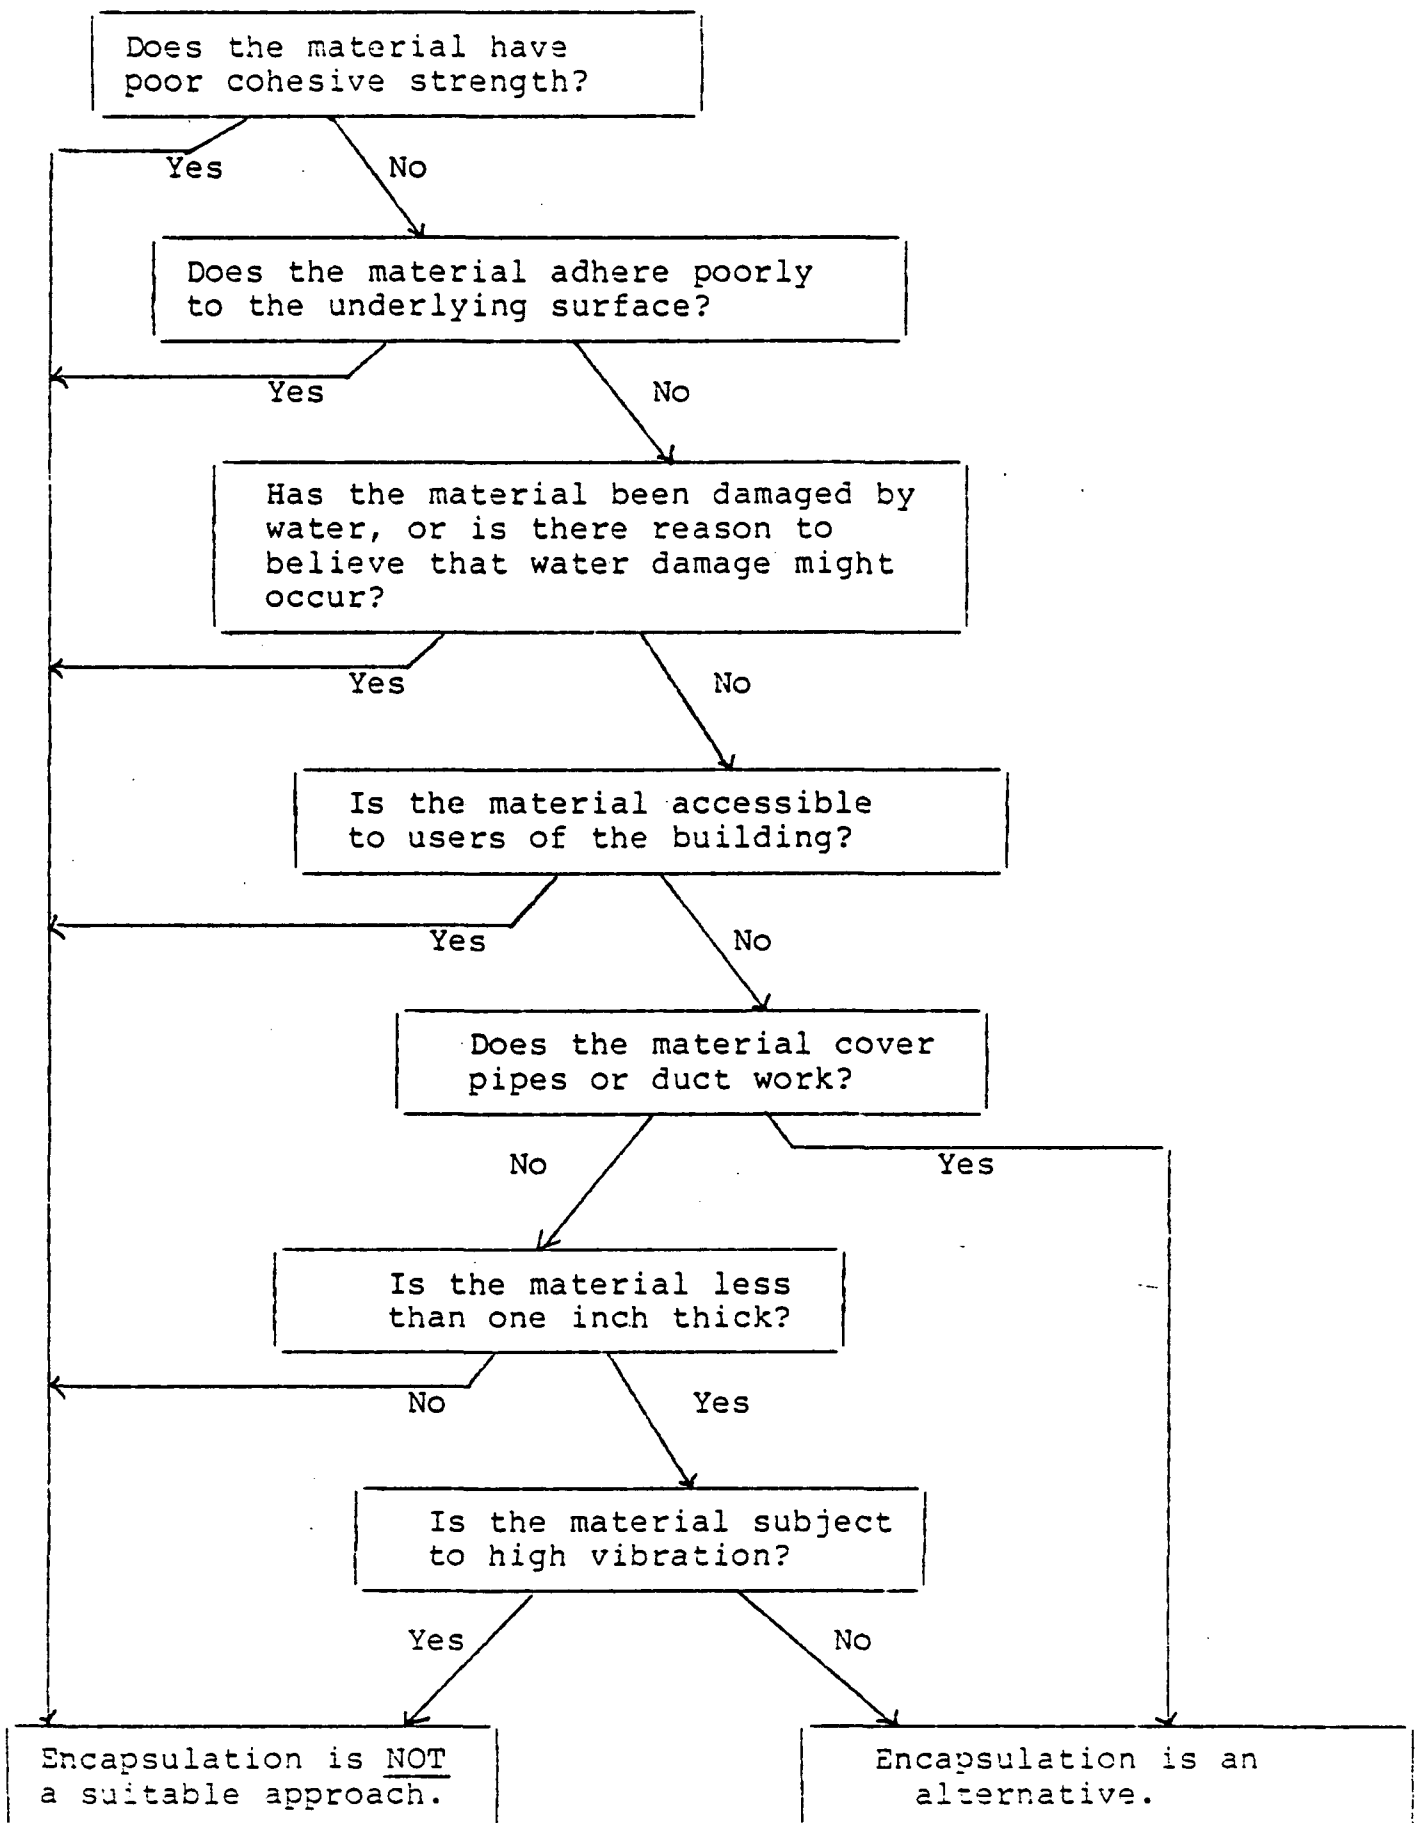 Does the material have
poor cohesive strength?
Yes
No
Does the material adhere poorly
to the underlying surface?
Yes
No
Has the material been damaged by
water, or is there reason to
believe that water damage might
occur?
Yes
No
Is the material accessible
to users of the building?
Yes
No
Does the material cover
pipes or duct work?
No
Yes
Is the material less
than one inch thick?
No
Yes
Is the material subject
to high vibration?
Yes
No
Encapsulation is NOT
a suitable approach.
Encapsulation is an
alternative.